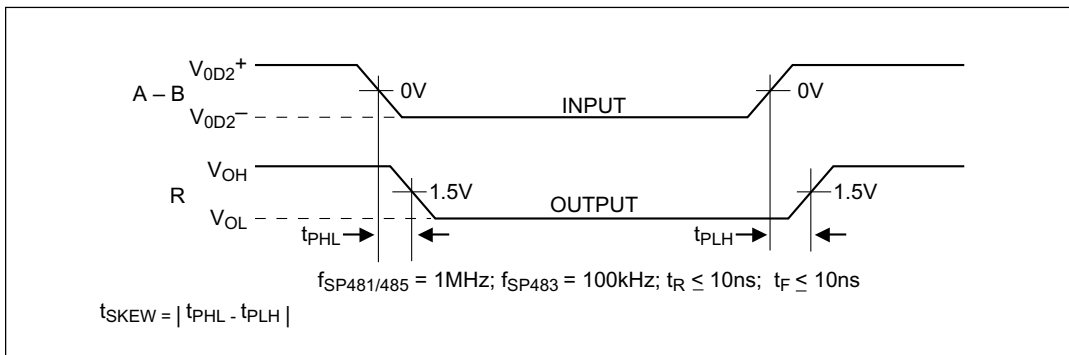 V0D2+
A – B
0V
0V
INPUT
V0D2–
VOH
R
1.5V
1.5V
OUTPUT
VOL
tPHL
tPLH
fSP481/485 = 1MHz; fSP483 = 100kHz; tR ≤ 10ns; tF ≤ 10ns
tSKEW = | tPHL - tPLH |